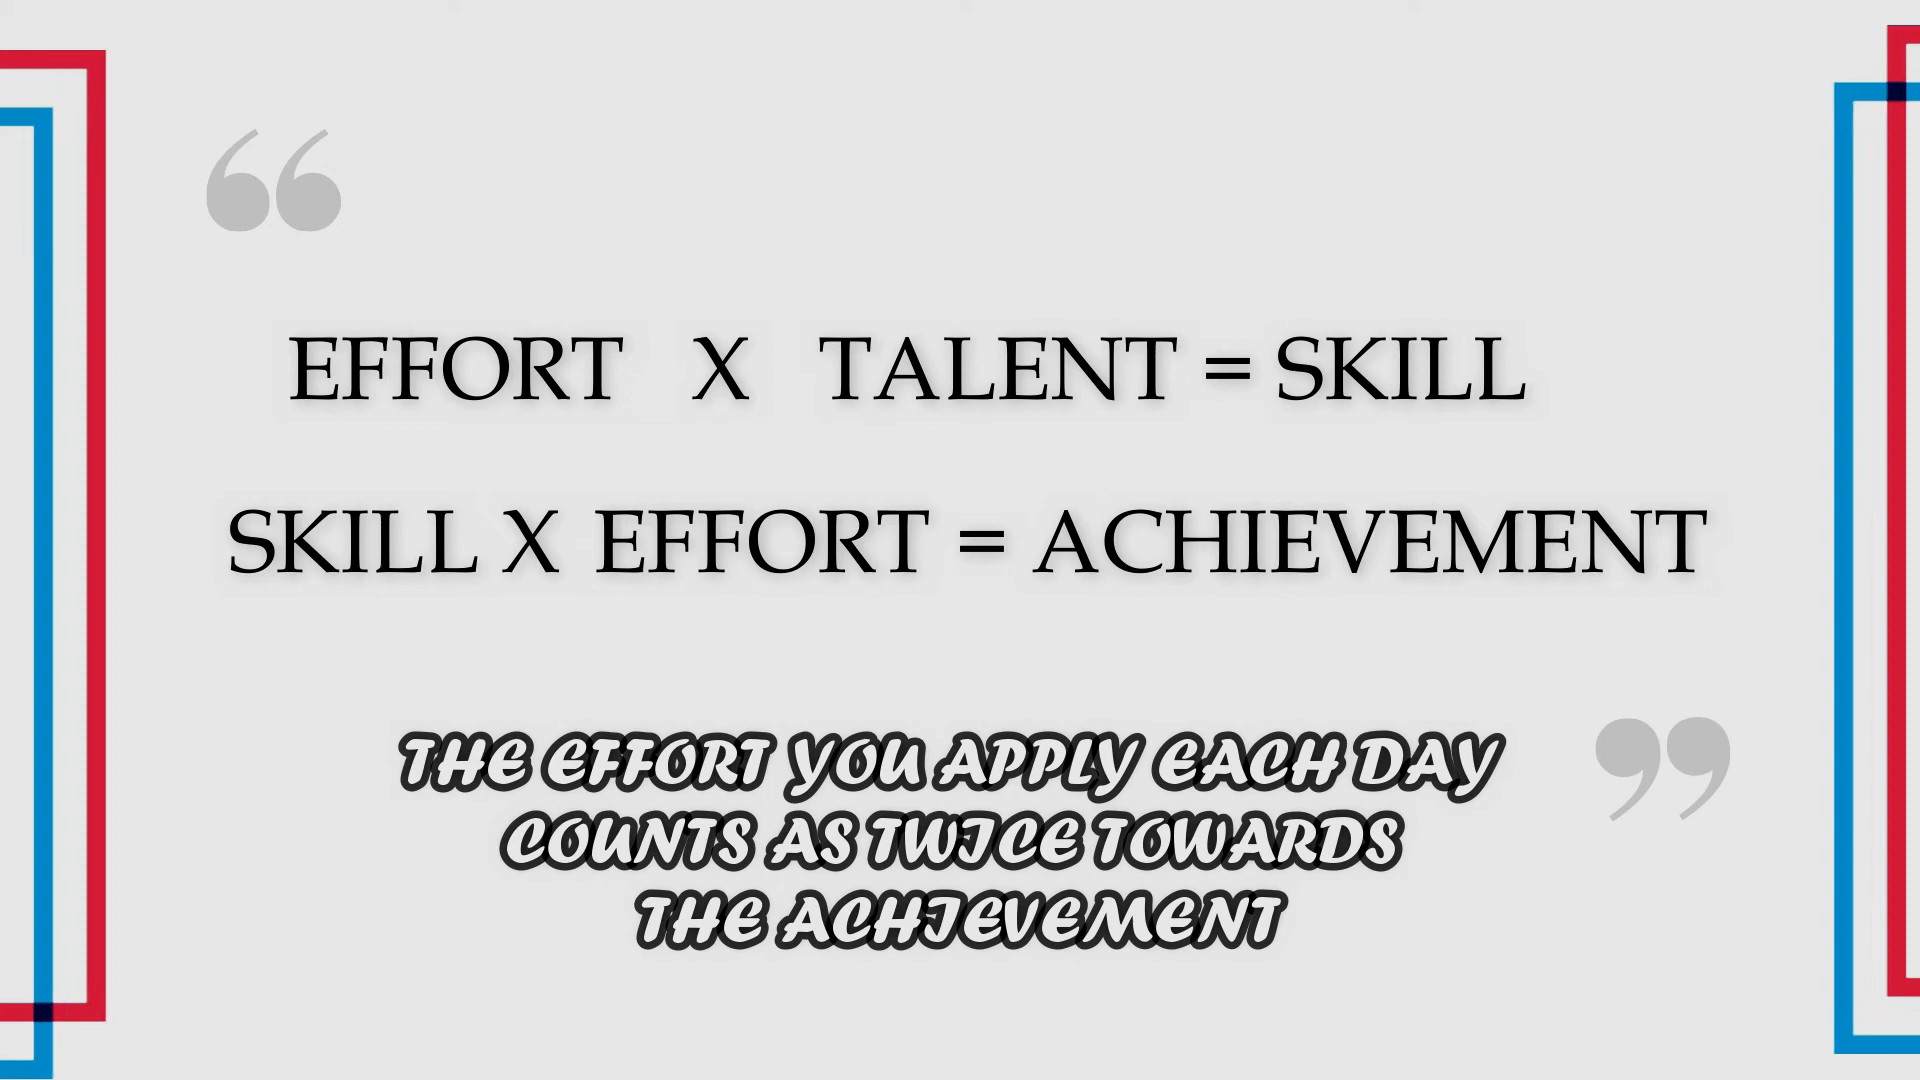 “
EFFORT X TALENT = SKILL
SKILL X EFFORT = ACHIEVEMENT
THE EFFORT YOU APPLY EACH DAY
COUNTS AS TWICE TOWARDS
THE ACHIEVEMENT
”